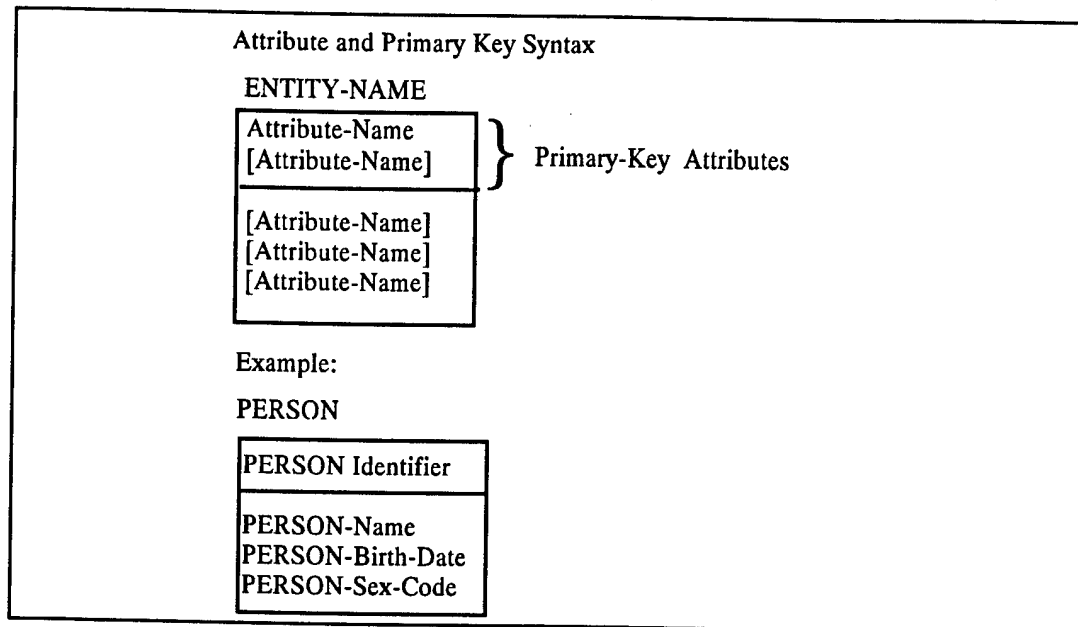 Attribute and Primary Key Syntax
ENTITY-NAME
Attribute-Name
[Attribute-Name]
Primary-Key Attributes
[Attribute-Name]
[Attribute-Name]
[Attribute-Name]
Example:
PERSON
PERSON Identifier
PERSON-Name
PERSON-Birth-Date
PERSON-Sex-Code